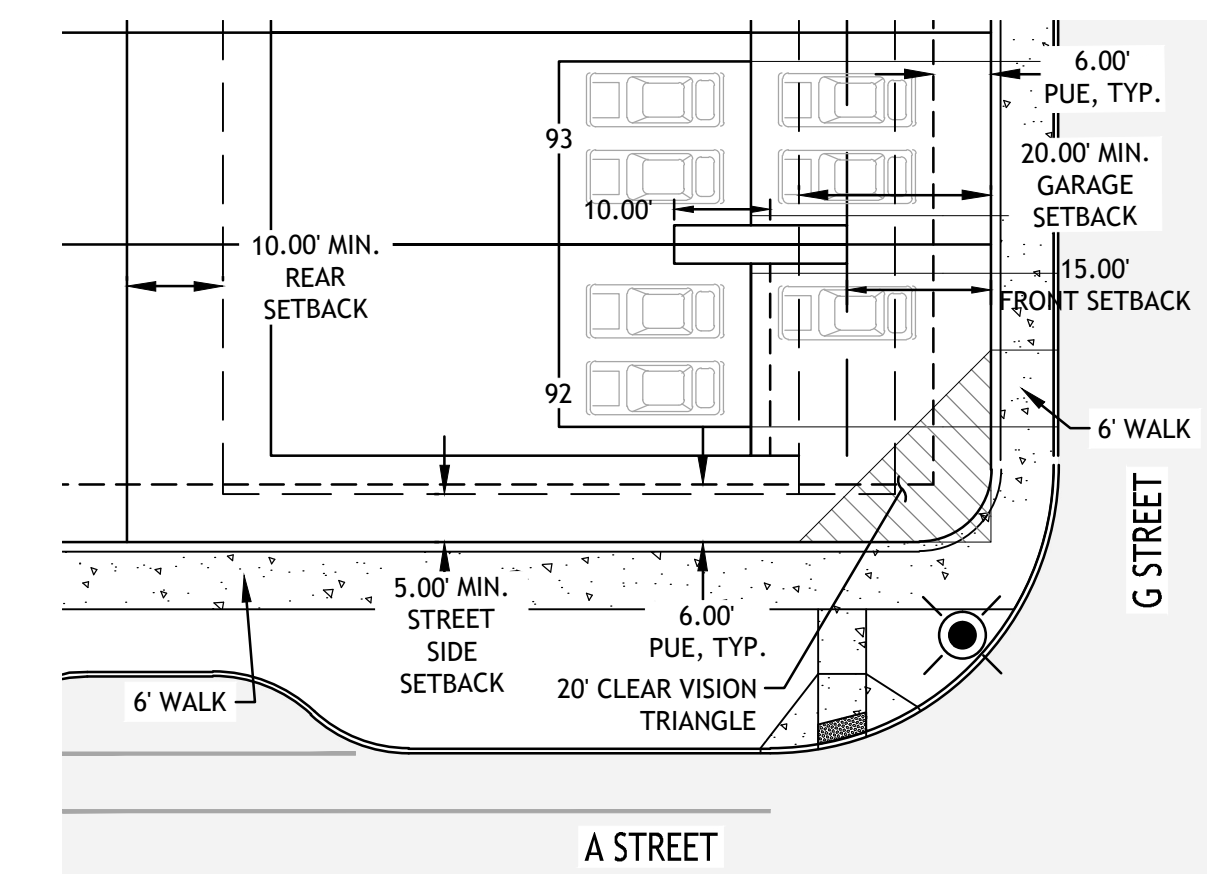 6.00'
PUE, TYP.
93
20.00' MIN.
GARAGE
SETBACK
10.00'
10.00' MIN.
REAR
SETBACK
15.00'
FRONT SETBACK
92
6' WALK
G STREET
5.00' MIN.
STREET
SIDE
SETBACK
6.00'
PUE, TYP.
20' CLEAR VISION
TRIANGLE
6' WALK
A STREET